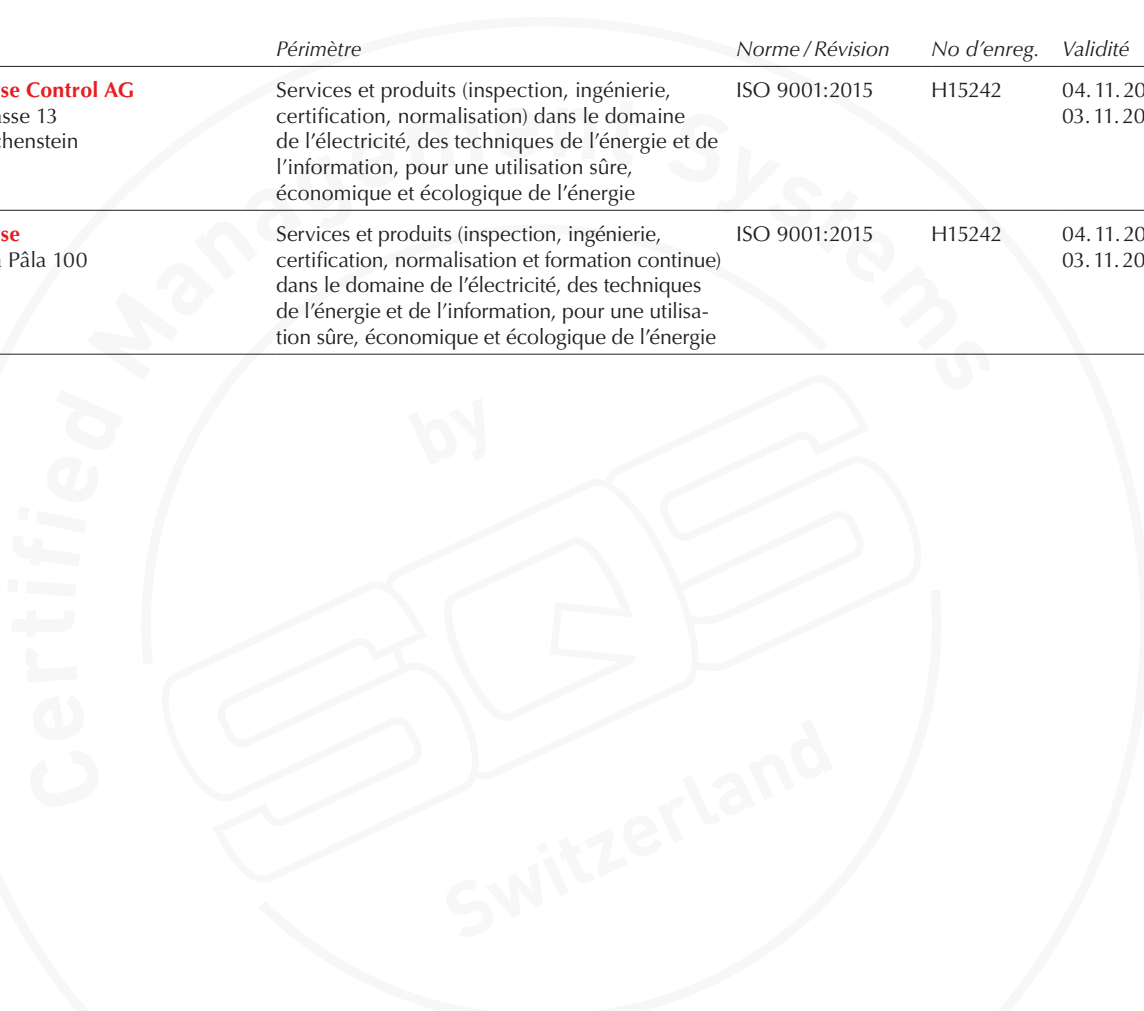 Périmètre Norme / Révision No d'enreg. Validité
se Control AG Services et produits (inspection, ingénierie, ISO 9001:2015 H15242 04. 11. 20
asse 13 certification, normalisation) dans le domaine 03. 11. 20
chenstein de l’électricité, des techniques de l’énergie et de
l’information, pour une utilisation sûre,
économique et écologique de l’énergie
se Services et produits (inspection, ingénierie, ISO 9001:2015 H15242 04. 11. 20
Pâla 100 certification, normalisation et formation continue) 03. 11. 20
dans le domaine de l’électricité, des techniques
de l’énergie et de l’information, pour une utilisa-
tion sûre, économique et écologique de l’énergie
Certified Management Systems
by
SQS
Switzerland